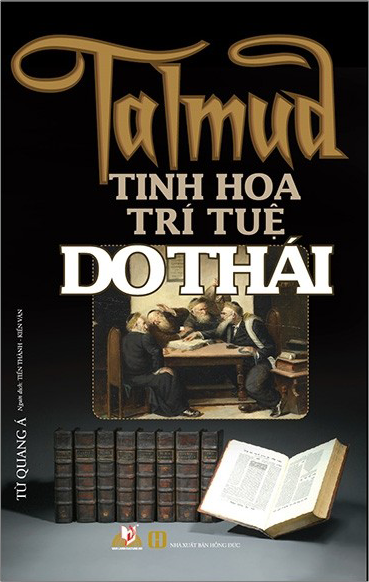 Talmud
TINH HOA
TRÍ TUỆ
DO THÁI
TỪ QUANG Á Người dịch: TIẾN THÀNH - KIẾN VĂN
NHÀ XUẤT BẢN HỒNG ĐỨC